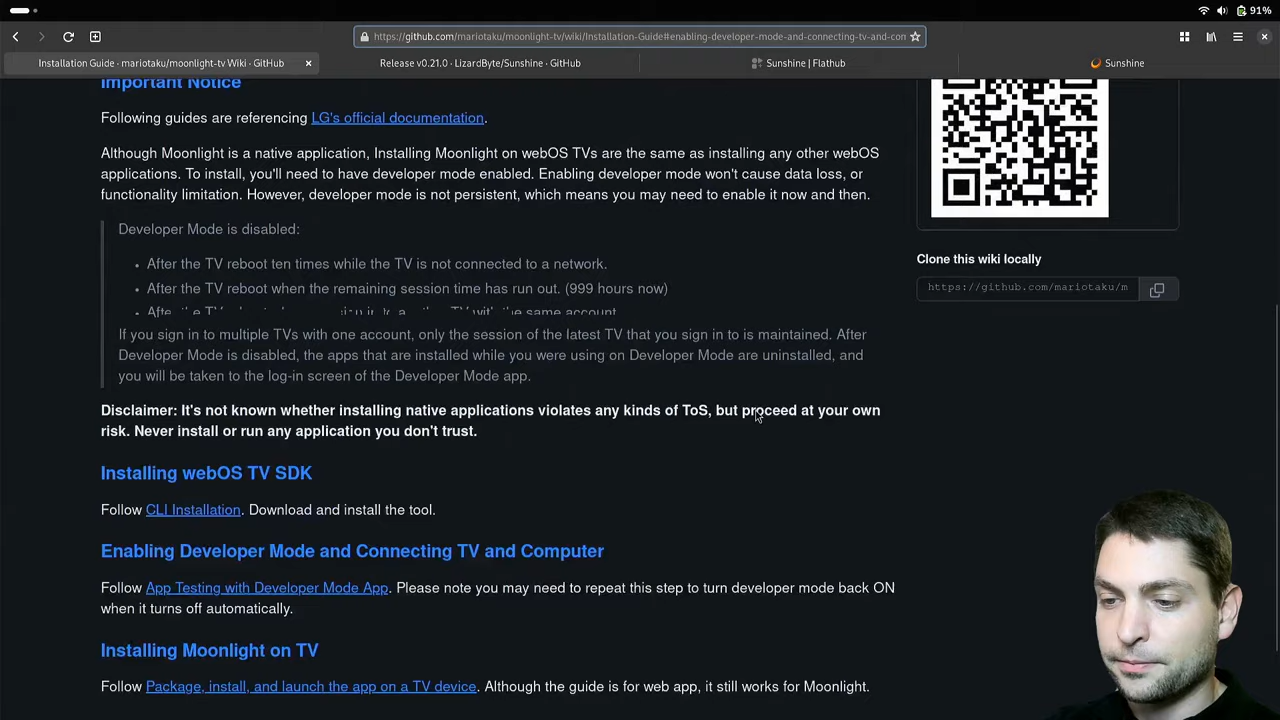 91%
https://github.com/mariotaku/moonlight-tv/wiki/Installation-Guide#enabling-developer-mode-and-connecting-tv-and-com
Installation Guide · mariotaku/moonlight-tv Wiki · GitHub
Release v0.21.0 · LizardByte/Sunshine · GitHub
Sunshine | Flathub
Sunshine
Important Notice
Following guides are referencing LG's official documentation.
Although Moonlight is a native application, Installing Moonlight on webOS TVs are the same as installing any other webOS
applications. To install, you'll need to have developer mode enabled. Enabling developer mode won't cause data loss, or
functionality limitation. However, developer mode is not persistent, which means you may need to enable it now and then.
Developer Mode is disabled:
• After the TV reboot ten times while the TV is not connected to a network.
• After the TV reboot when the remaining session time has run out. (999 hours now)
• After the TV with the same account
If you sign in to multiple TVs with one account, only the session of the latest TV that you sign in to is maintained. After
Developer Mode is disabled, the apps that are installed while you were using on Developer Mode are uninstalled, and
you will be taken to the log-in screen of the Developer Mode app.
Disclaimer: It's not known whether installing native applications violates any kinds of ToS, but proceed at your own
risk. Never install or run any application you don't trust.
Installing webOS TV SDK
Follow CLI Installation. Download and install the tool.
Enabling Developer Mode and Connecting TV and Computer
Follow App Testing with Developer Mode App. Please note you may need to repeat this step to turn developer mode back ON
when it turns off automatically.
Installing Moonlight on TV
Follow Package, install, and launch the app on a TV device. Although the guide is for web app, it still works for Moonlight.
Clone this wiki locally
https://github.com/mariotaku/m